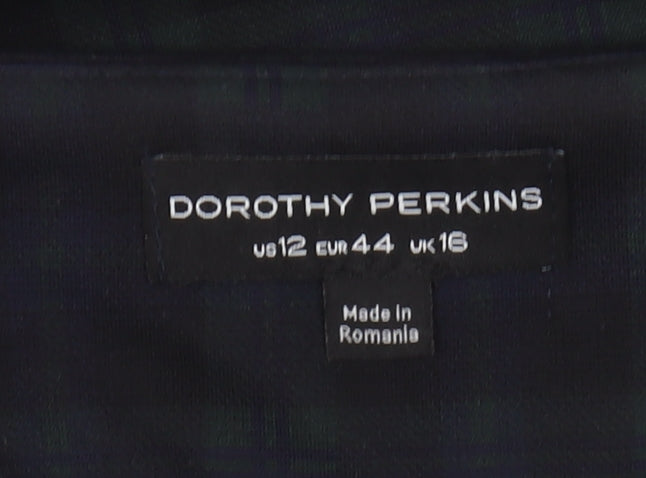 DOROTHY PERKINS
US12 EUR44 UK16
Made in
Romania